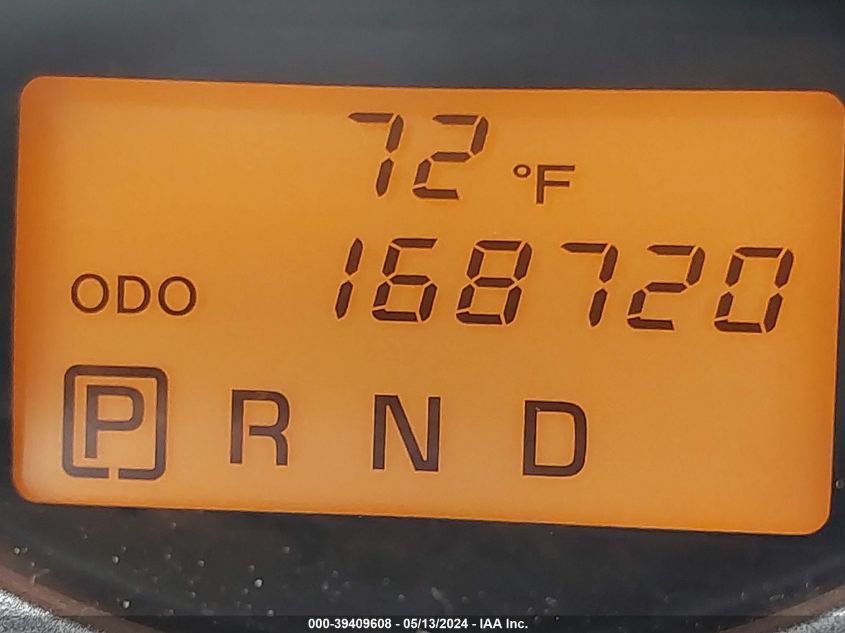 72 °F
ODO 168720
P R N D
000-39409608 - 05/13/2024 - IAA Inc.